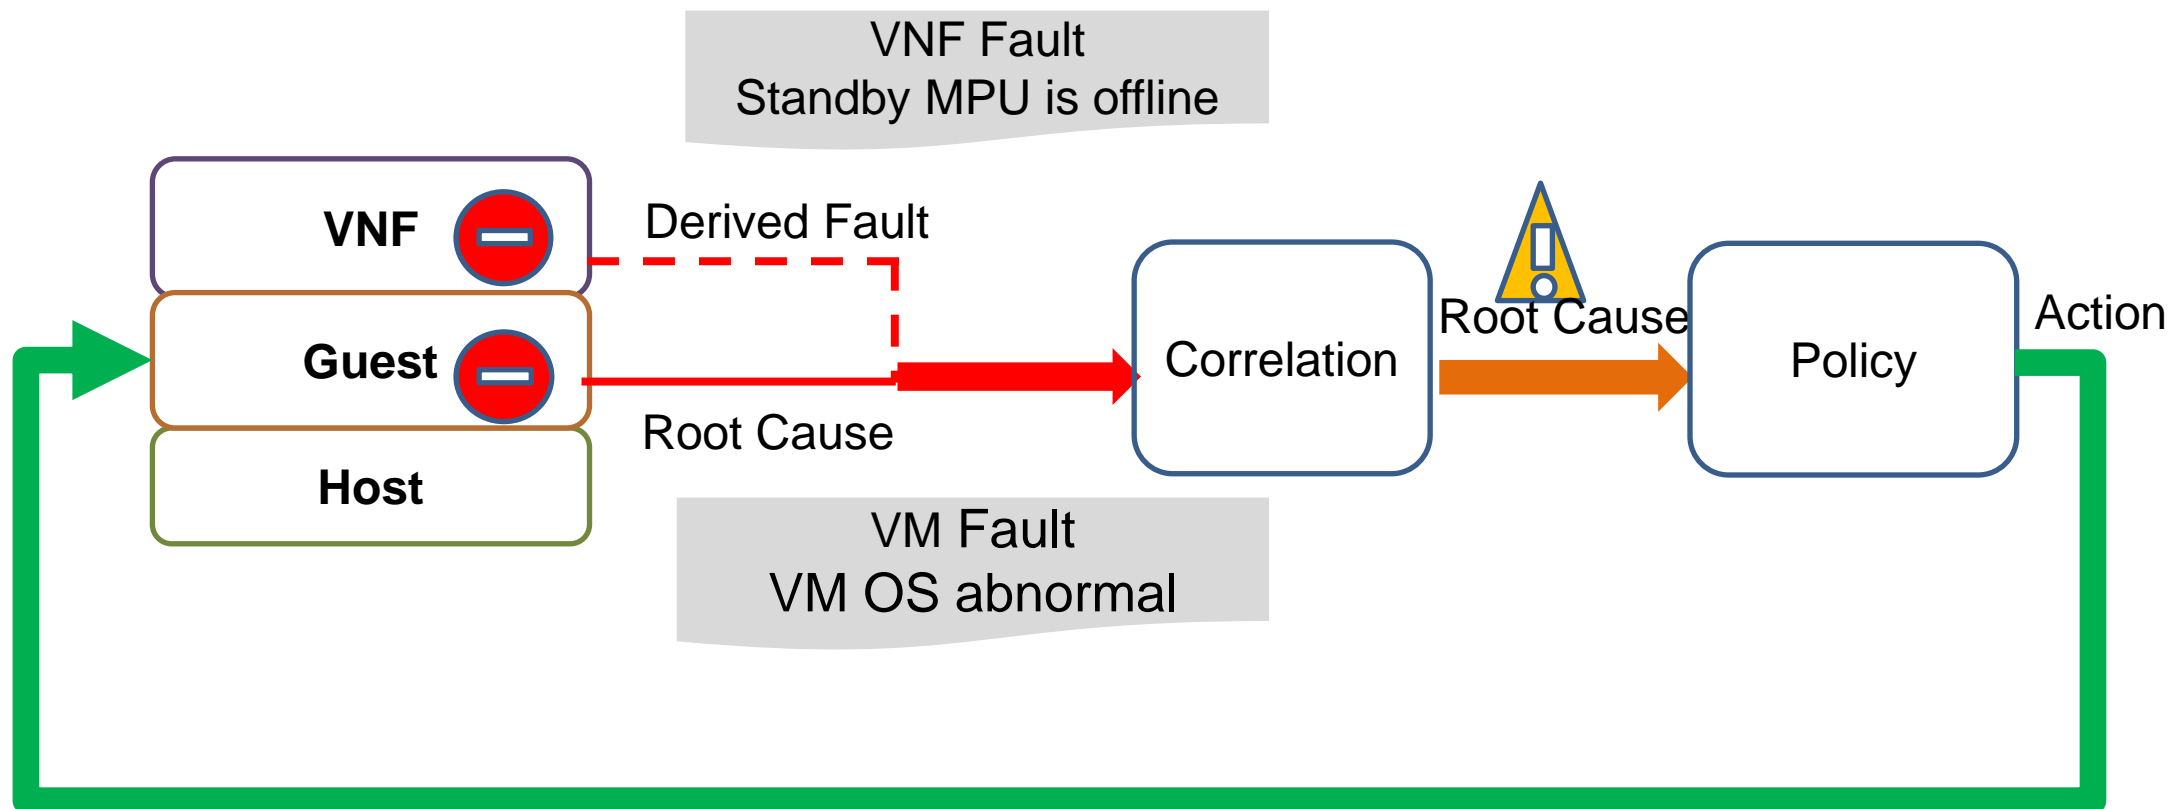 VNF Fault
Standby MPU is offline
VNF
Derived Fault
Guest
Root Cause
Host
VM Fault
VM OS abnormal
Correlation
Root Cause
Policy
Action